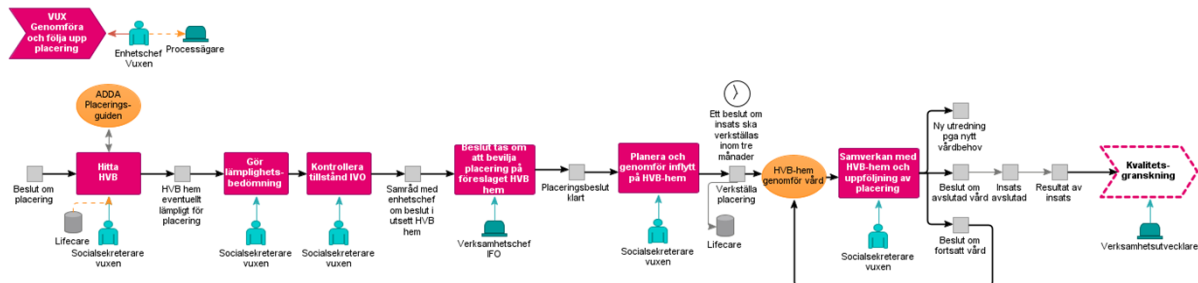 VUX
Genomföra
och följa upp
placering
Enhetschef
Vuxen
Processägare
ADDA
Placerings-
guiden
Beslut om
placering
Hitta
HVB
Lifecare
Socialsekreterare
vuxen
HVB hem
eventuellt
lämpligt för
placering
Gör
lämplighets-
bedömning
Socialsekreterare
vuxen
Kontrollera
tillstånd IVO
Socialsekreterare
vuxen
Samråd med
enhetschef
om beslut i
utsett HVB
hem
Beslut tas om
att bevilja
placering på
föreslaget HVB
hem
Verksamhetschef
IFO
Placeringsbeslut
klart
Planera och
genomför inflytt
på HVB-hem
Socialsekreterare
vuxen
Ett beslut om
insats ska
verkställas
inom tre
månader
Verkställa
placering
Lifecare
HVB-hem
genomför vård
Samverkan med
HVB-hem och
uppföljning av
placering
Socialsekreterare
vuxen
Ny utredning
pga nytt
vårdbehov
Beslut om
avslutad vård
Insats
avslutad
Resultat av
insats
Beslut om
fortsatt vård
Kvalitets-
granskning
Verksamhetsutvecklare